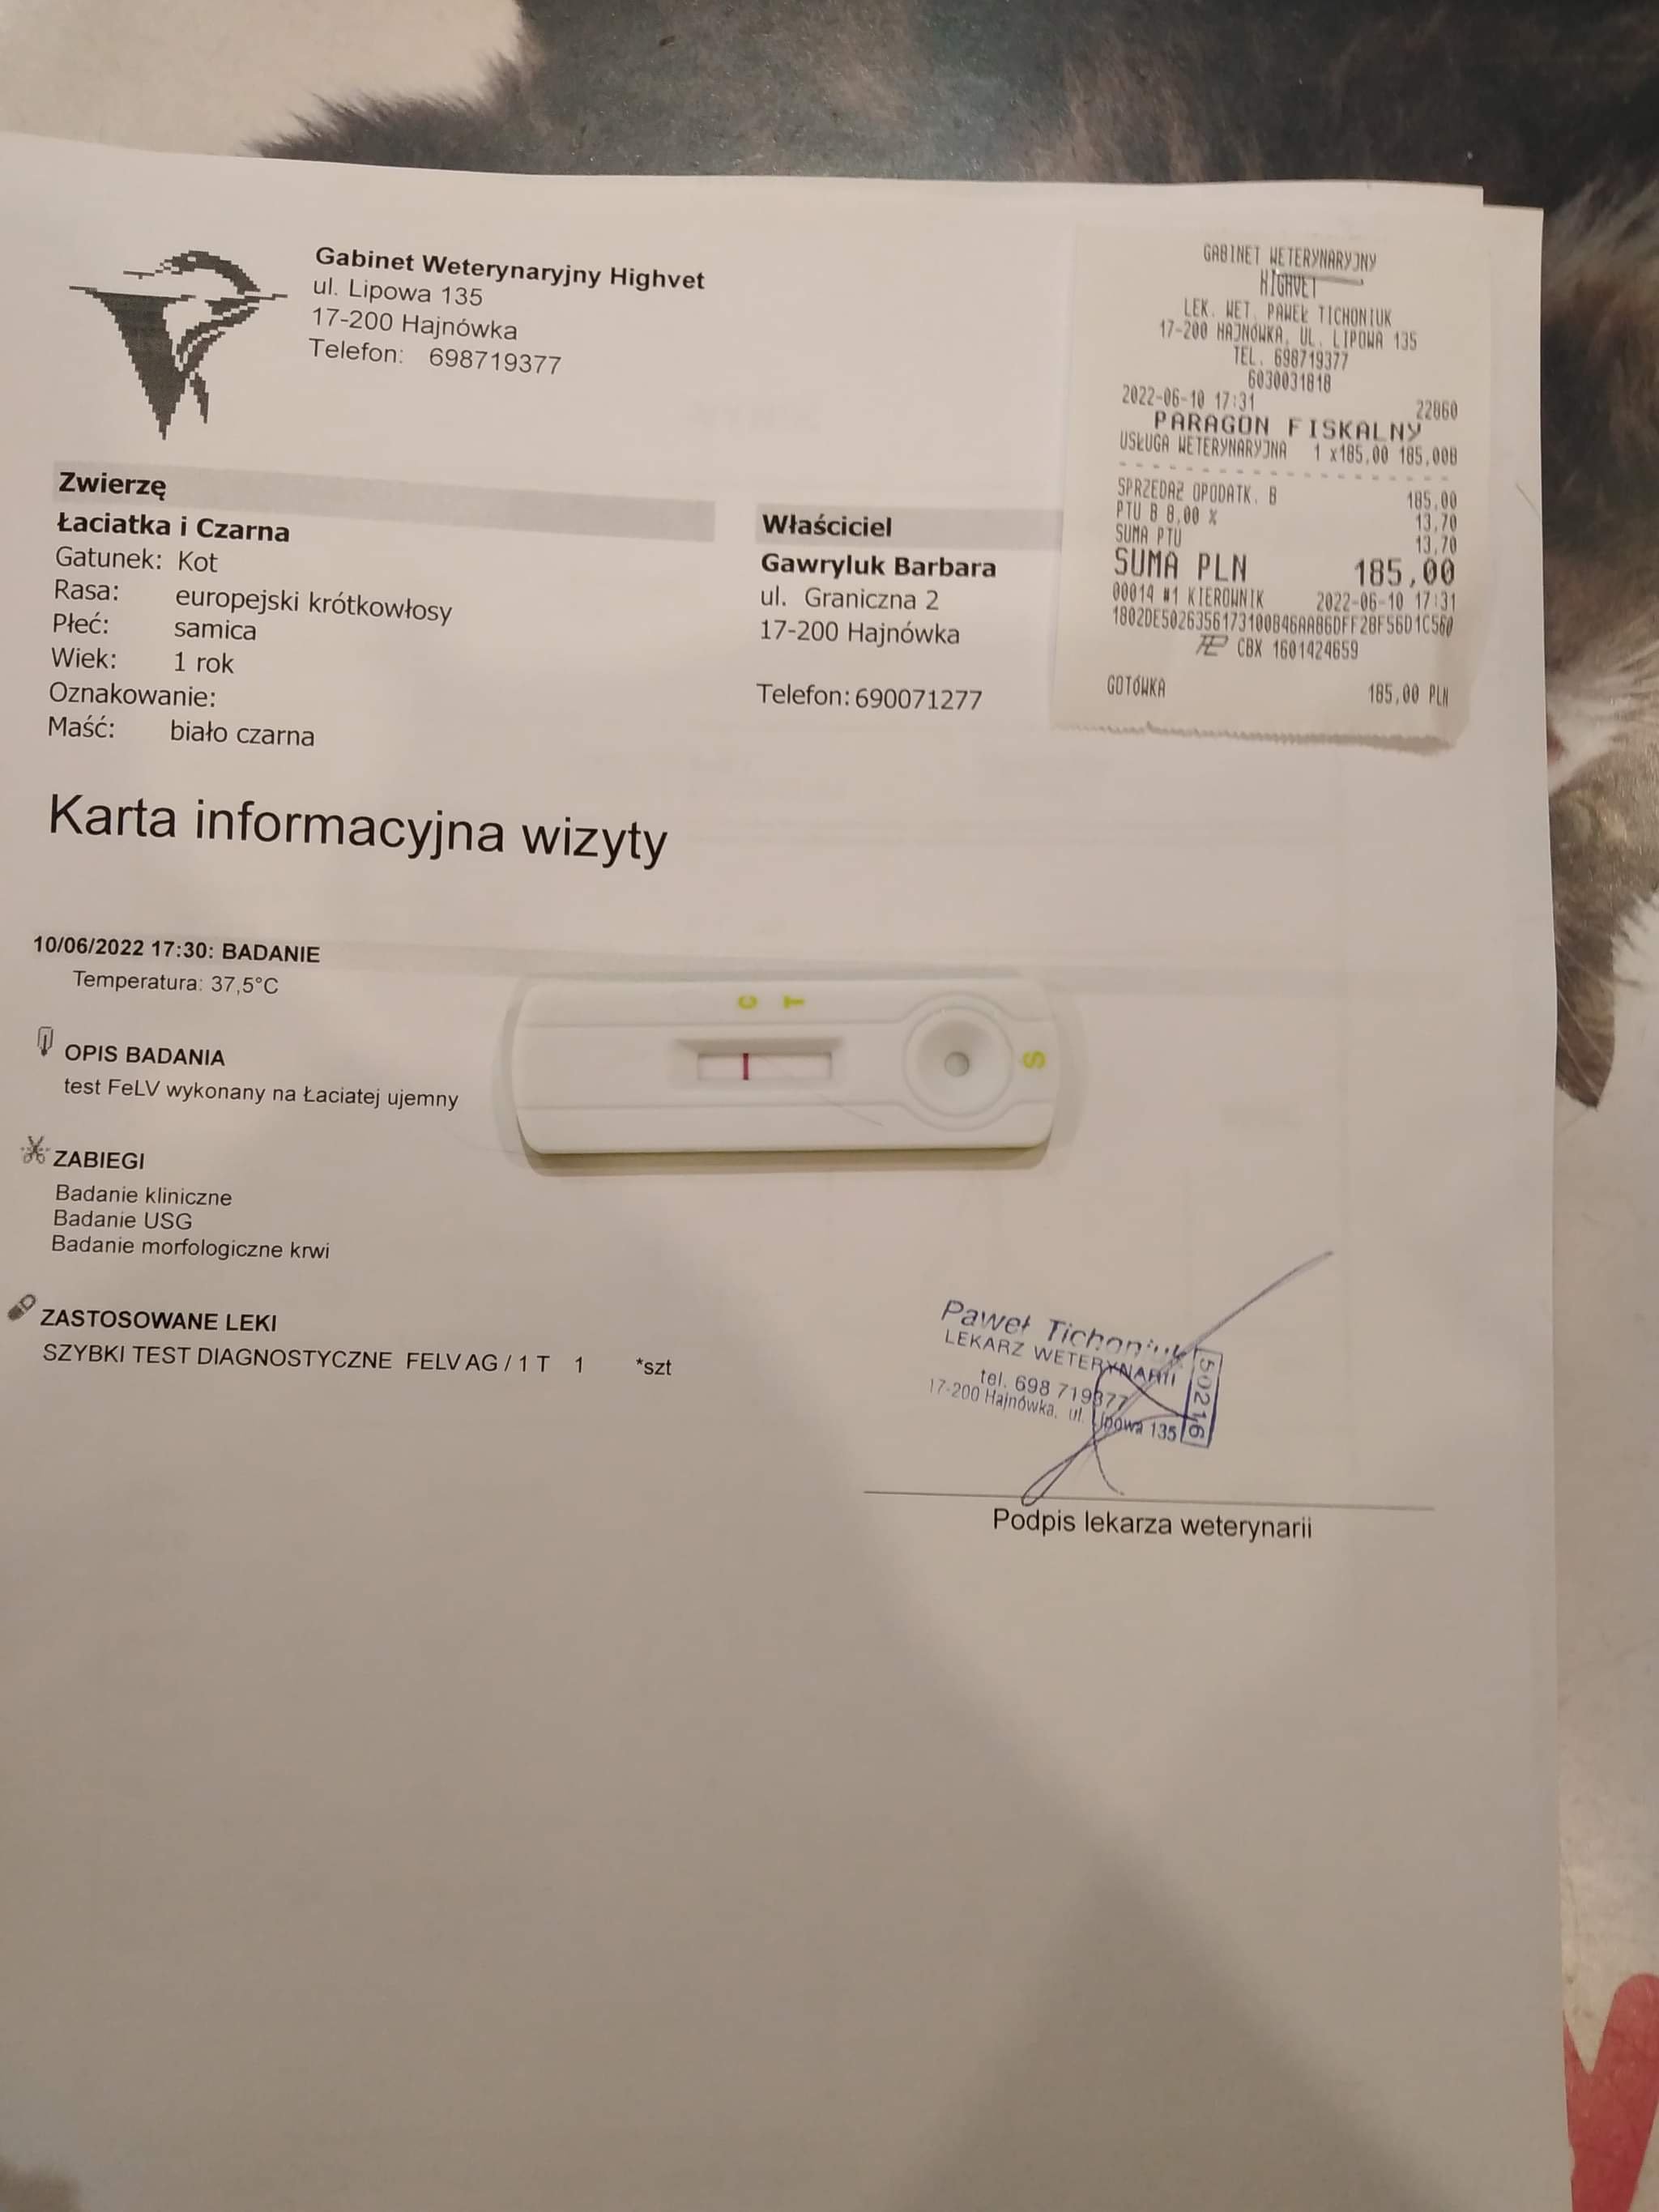 Gabinet Weterynaryjny Highvet
ul. Lipowa 135
17-200 Hajnówka
Telefon: 698719377
GABINET WETERYNARYJNY
HIGHVET
LEK. WET. PAWEŁ TICHONIUK
17-200 HAJNÓWKA, UL. LIPOWA 135
TEL. 698719377
6030031818
2022-06-10 17:31 22860
PARAGON FISKALNY
USŁUGA WETERYNARYJNA 1 x185,00 185,00B
SPRZEDAŻ OPODATK. B 185,00
PTU B 8,00 % 13,70
SUMA PTU 13,70
SUMA PLN 185,00
00014 #1 KIEROWNIK 2022-06-10 17:31
1802DE5026356173100B46AAB6DFF28F56D1C560
CBX 1601424659
GOTÓWKA 185,00 PLN
Zwierzę
Łaciatka i Czarna
Gatunek: Kot
Rasa: europejski krótkowłosy
Płeć: samica
Wiek: 1 rok
Oznakowanie:
Maść: biało czarna
Właściciel
Gawryluk Barbara
ul. Graniczna 2
17-200 Hajnówka
Telefon: 690071277
Karta informacyjna wizyty
10/06/2022 17:30: BADANIE
Temperatura: 37,5°C
OPIS BADANIA
test FeLV wykonany na Łaciatej ujemny
C T
S
ZABIEGI
Badanie kliniczne
Badanie USG
Badanie morfologiczne krwi
ZASTOSOWANE LEKI
SZYBKI TEST DIAGNOSTYCZNE FELV AG / 1 T 1 *szt
Paweł Tichoniuk
LEKARZ WETERYNARII
tel. 698 719377
17-200 Hajnówka, ul. Lipowa 135
50216
Podpis lekarza weterynarii